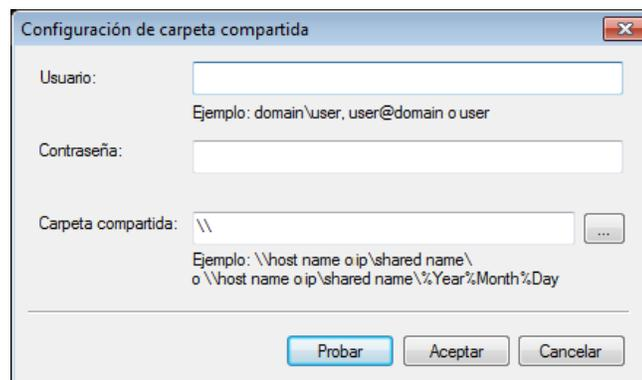 Configuración de carpeta compartida
Usuario:
Ejemplo: domain\user, user@domain o user
Contraseña:
Carpeta compartida: \\ ...
Ejemplo: \\host name o ip\shared name\
o \\host name o ip\shared name\%Year%Month%Day
Probar Aceptar Cancelar